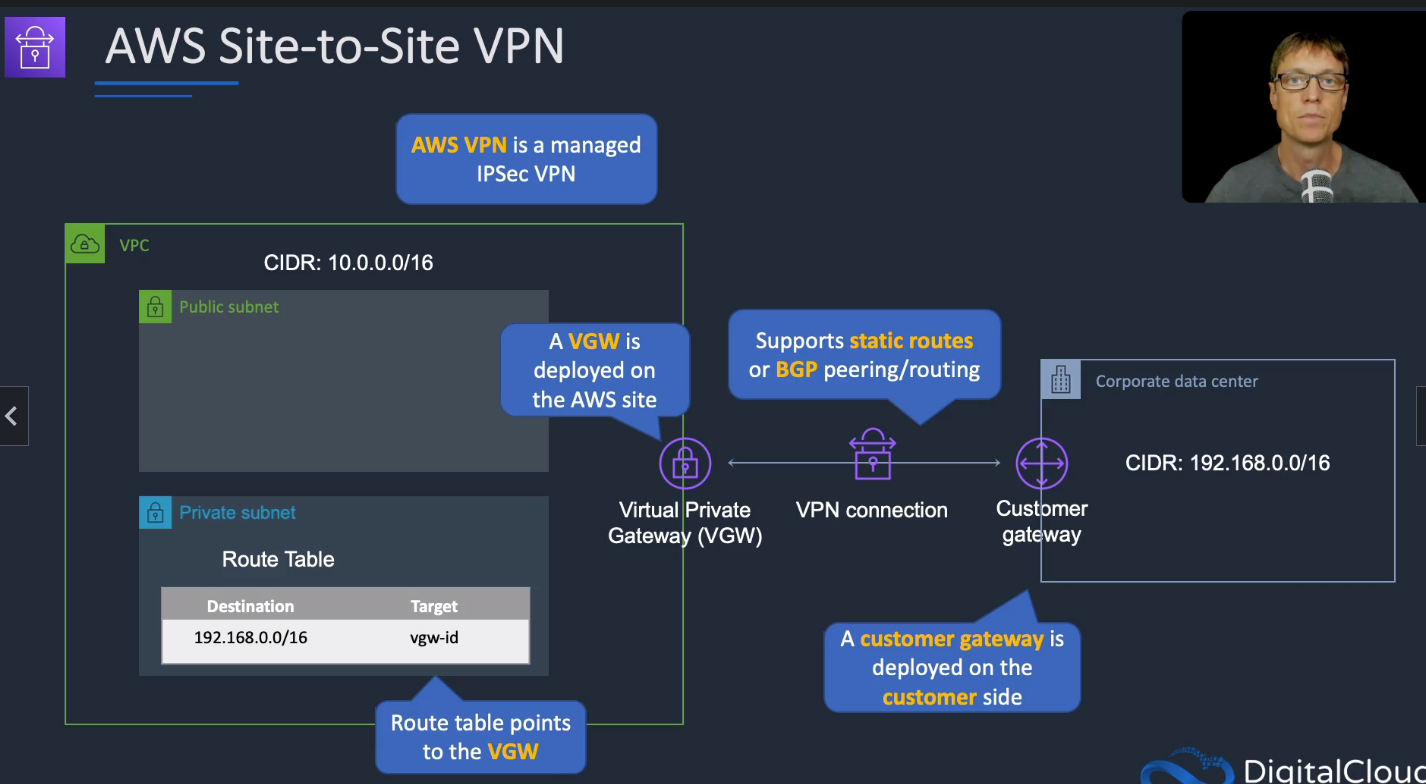 AWS Site-to-Site VPN
AWS VPN is a managed
IPSec VPN
VPC
CIDR: 10.0.0.0/16
Public subnet
A VGW is
deployed on
the AWS site
Supports static routes
or BGP peering/routing
Corporate data center
CIDR: 192.168.0.0/16
Virtual Private
Gateway (VGW)
VPN connection
Customer
gateway
Private subnet
Route Table
Destination Target
192.168.0.0/16 vgw-id
A customer gateway is
deployed on the
customer side
Route table points
to the VGW
DigitalClou